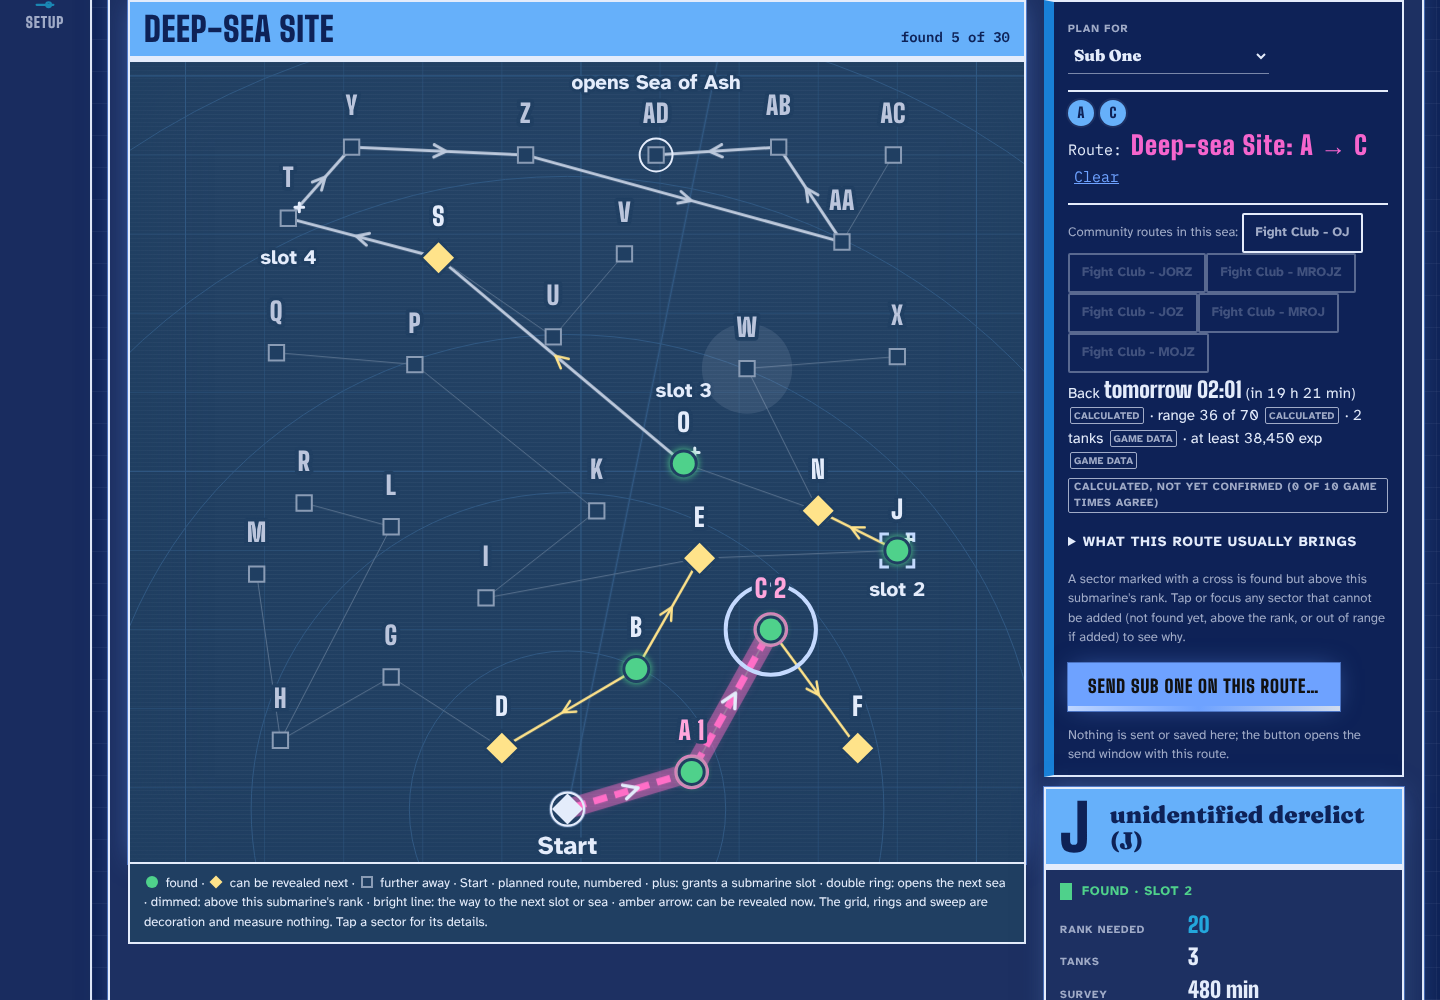 SETUP
DEEP-SEA SITE
found 5 of 30
opens Sea of Ash
Y
Z
AD
AB
AC
T
S
V
AA
slot 4
Q
P
U
W
X
slot 3
O
R
L
K
N
J
M
I
E
slot 2
C 2
G
B
H
D
A 1
F
Start
found · can be revealed next · further away · Start · planned route, numbered · plus: grants a submarine slot · double ring: opens the next sea
· dimmed: above this submarine's rank · bright line: the way to the next slot or sea · amber arrow: can be revealed now. The grid, rings and sweep are
decoration and measure nothing. Tap a sector for its details.
PLAN FOR
Sub One
A C
Route: Deep-sea Site: A → C
Clear
Community routes in this sea: Fight Club - OJ
Fight Club - JORZ Fight Club - MROJZ
Fight Club - JOZ Fight Club - MROJ
Fight Club - MOJZ
Back tomorrow 02:01 (in 19 h 21 min)
CALCULATED · range 36 of 70 CALCULATED · 2
tanks GAME DATA · at least 38,450 exp
GAME DATA
CALCULATED, NOT YET CONFIRMED (0 OF 10 GAME
TIMES AGREE)
WHAT THIS ROUTE USUALLY BRINGS
A sector marked with a cross is found but above this
submarine's rank. Tap or focus any sector that cannot
be added (not found yet, above the rank, or out of range
if added) to see why.
SEND SUB ONE ON THIS ROUTE...
Nothing is sent or saved here; the button opens the
send window with this route.
J
unidentified derelict
(J)
FOUND · SLOT 2
RANK NEEDED 20
TANKS 3
SURVEY 480 min